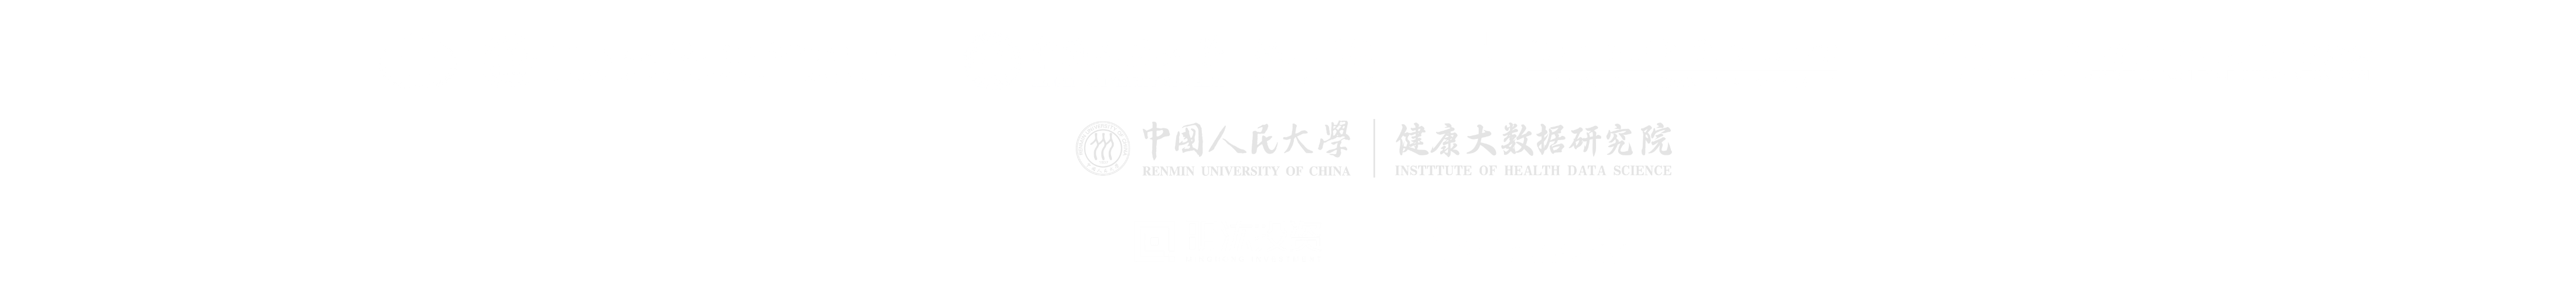 中國人民大學
RENMIN UNIVERSITY OF CHINA
健康大数据研究院
INSTTTUTE OF HEALTH DATA SCIENCE